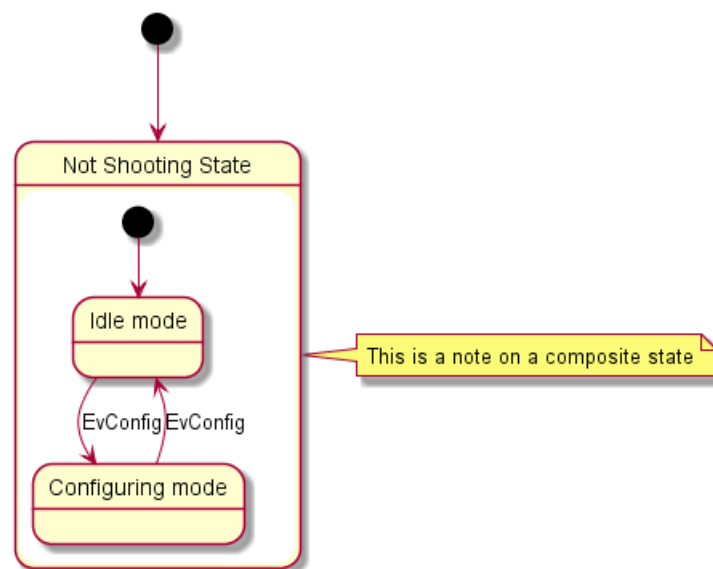 Not Shooting State
Idle mode
This is a note on a composite state
EvConfig
EvConfig
Configuring mode